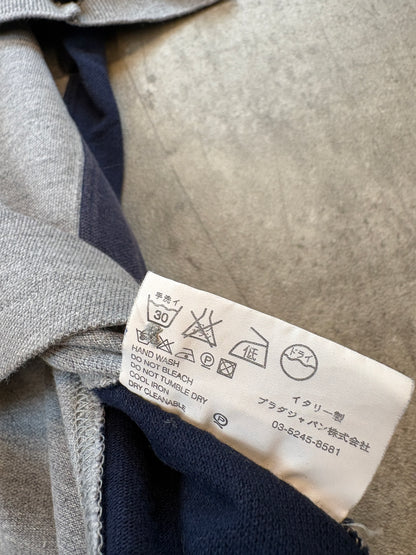 手洗イ
30
低
ドライ
P
HAND WASH
DO NOT BLEACH
DO NOT TUMBLE DRY
COOL IRON
DRY CLEANABLE
P
イタリー製
プラダジャパン株式会社
03-5245-8581